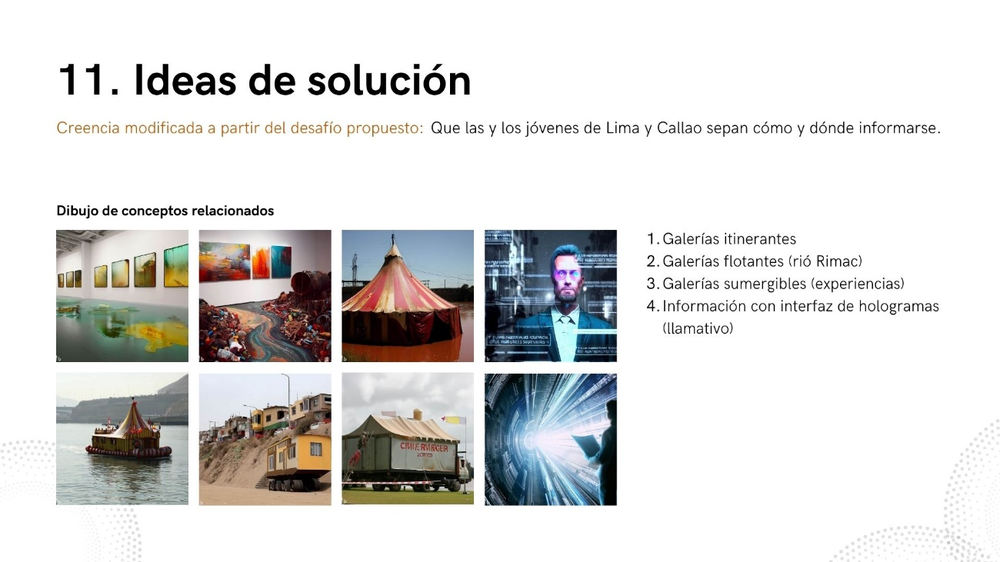 11. Ideas de solución
Creencia modificada a partir del desafío propuesto: Que las y los jóvenes de Lima y Callao sepan cómo y dónde informarse.
Dibujo de conceptos relacionados
1. Galerías itinerantes
2. Galerías flotantes (rió Rimac)
3. Galerías sumergibles (experiencias)
4. Información con interfaz de hologramas
(llamativo)